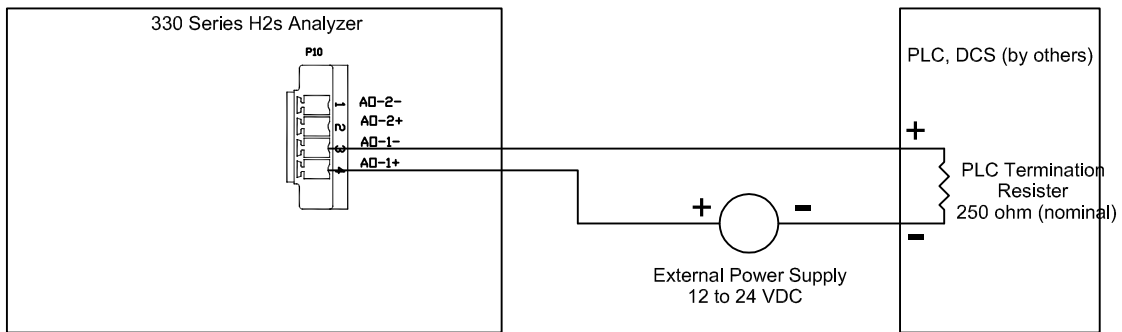 330 Series H2s Analyzer
P10
1 AO-2-
2 AO-2+
3 AO-1-
4 AO-1+
PLC, DCS (by others)
+
PLC Termination
Resister
250 ohm (nominal)
+ -
-
External Power Supply
12 to 24 VDC